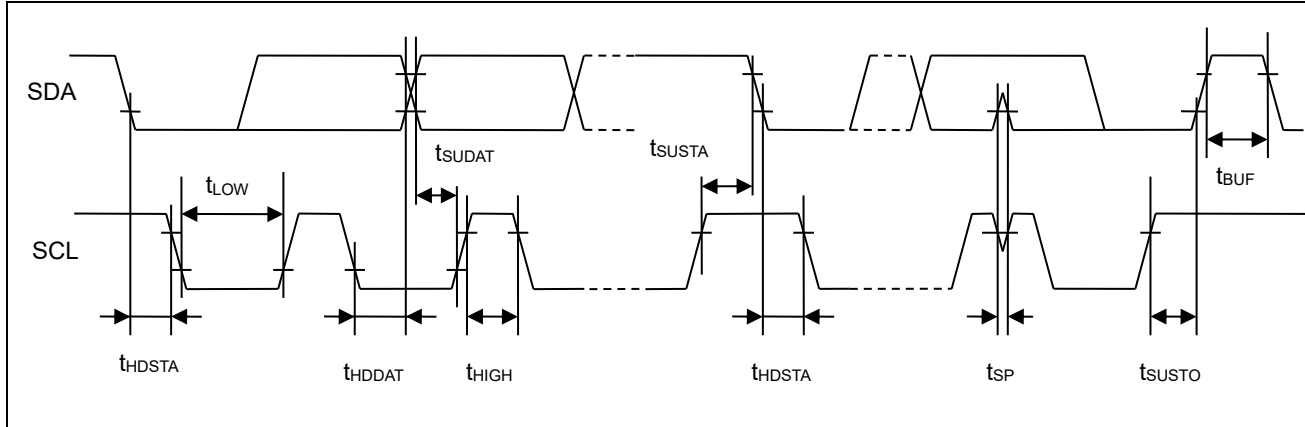 SDA
tSUDAT
tSUSTA
tLOW
tBUF
SCL
tHDSTA
tHDDAT
tHIGH
tHDSTA
tSP
tSUSTO